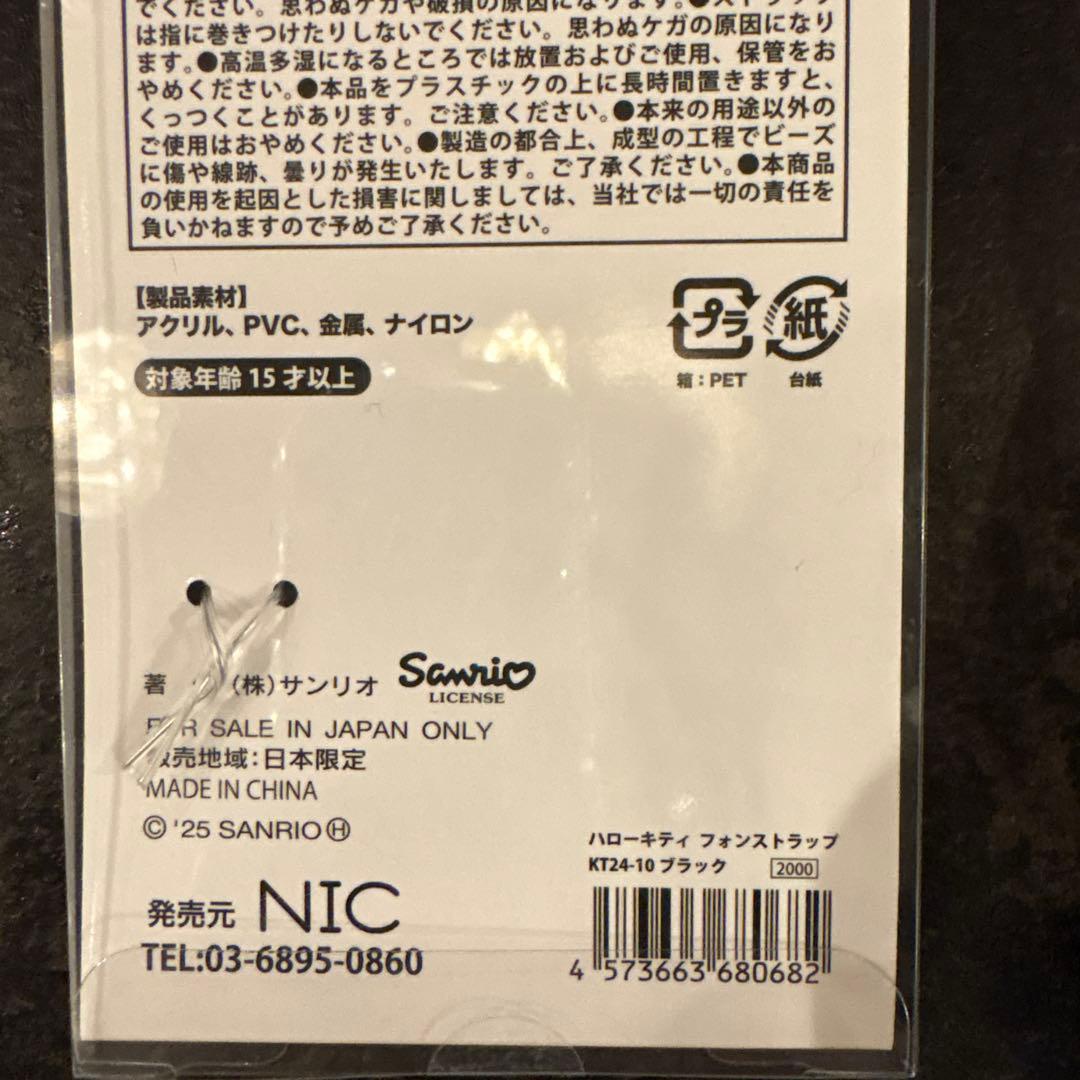 でください。思わぬケガや破損の原因になります。●ストラップ
は指に巻きつけたりしないでください。思わぬケガの原因になり
ます。●高温多湿になるところでは放置およびご使用、保管をお
やめください。●本品をプラスチックの上に長時間置きますと、
くっつくことがあります。ご注意ください。●本来の用途以外の
ご使用はおやめください。●製造の都合上、成型の工程でビーズ
に傷や線跡、曇りが発生いたします。ご了承ください。●本商品
の使用を起因とした損害に関しましては、当社では一切の責任を
負いかねますので予めご了承ください。
【製品素材】
アクリル、PVC、金属、ナイロン
対象年齢 15 才以上
プラ
紙
箱：PET
台紙
著 (株)サンリオ
Sanrio
LICENSE
FOR SALE IN JAPAN ONLY
販売地域：日本限定
MADE IN CHINA
© '25 SANRIO Ⓗ
発売元 NIC
TEL:03-6895-0860
ハローキティ フォンストラップ
KT24-10 ブラック 2000
4 573663 680682